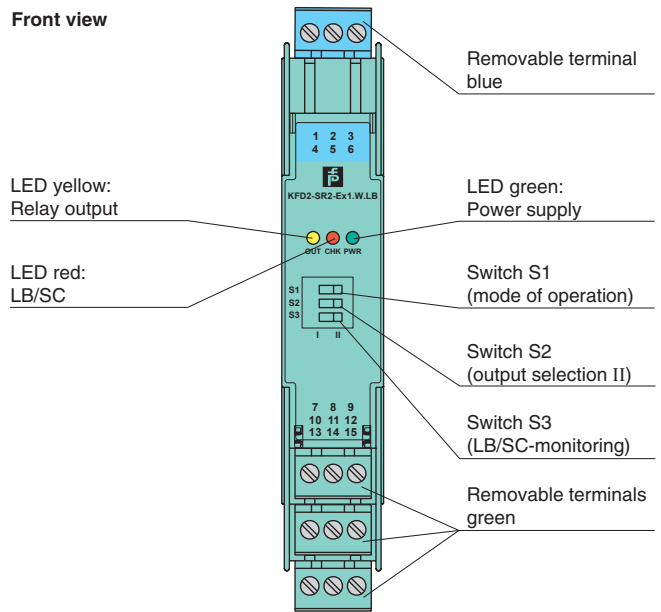 Front view
Removable terminal
blue
1 2 3
4 5 6
KFD2-SR2-Ex1.W.LB
LED yellow:
Relay output
LED green:
Power supply
OUT CHK PWR
LED red:
LB/SC
Switch S1
(mode of operation)
S1
S2
S3
I II
Switch S2
(output selection II)
7 8 9
10 11 12
13 14 15
Switch S3
(LB/SC-monitoring)
Removable terminals
green